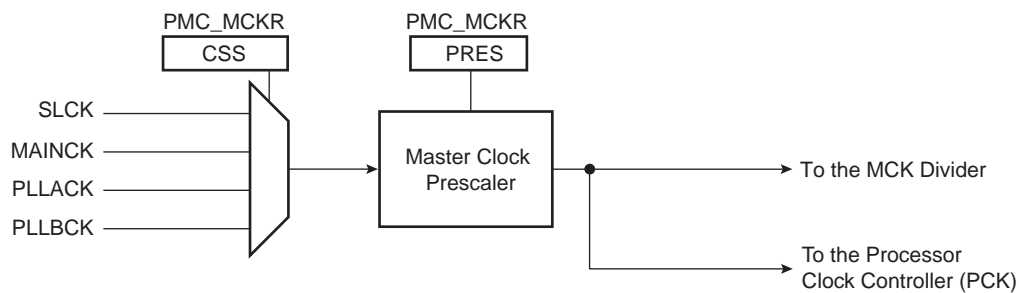 PMC_MCKR
CSS
PMC_MCKR
PRES
SLCK
MAINCK
PLLACK
PLLBCK
Master Clock
Prescaler
To the MCK Divider
To the Processor
Clock Controller (PCK)